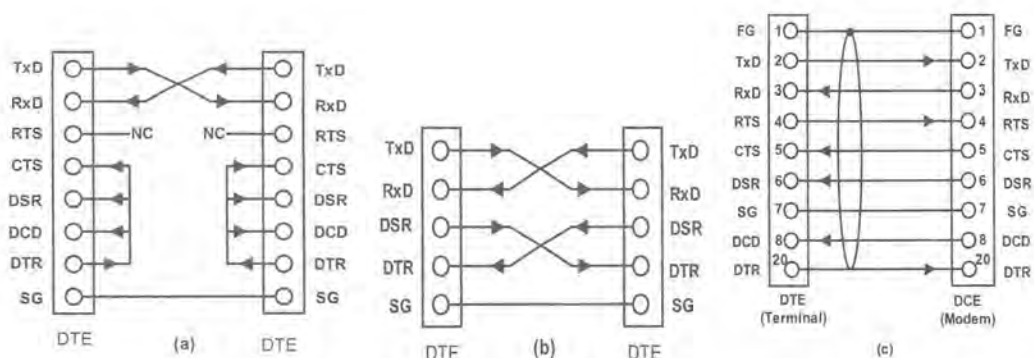 TxD TxD
RxD RxD
RTS NC NC RTS
CTS CTS
DSR DSR
DCD DCD
DTR DTR
SG SG
DTE (a) DTE
TxD TxD
RxD RxD
DSR DSR
DTR DTR
SG SG
DTE (b) DTE
FG 1 1 FG
TxD 2 2 TxD
RxD 3 3 RxD
RTS 4 4 RTS
CTS 5 5 CTS
DSR 6 6 DSR
SG 7 7 SG
DCD 8 8 DCD
DTR 20 20 DTR
DTE DCE
(Terminal) (Modem)
(c)